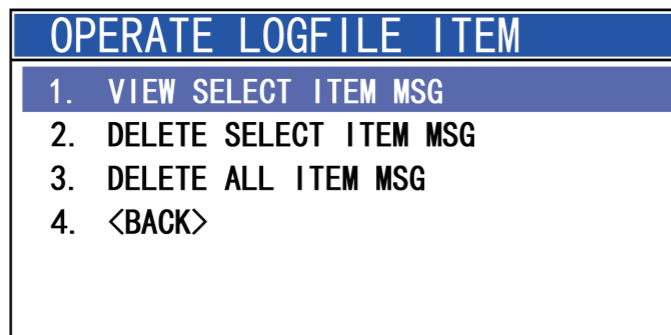 OPERATE LOGFILE ITEM
1. VIEW SELECT ITEM MSG
2. DELETE SELECT ITEM MSG
3. DELETE ALL ITEM MSG
4. <BACK>